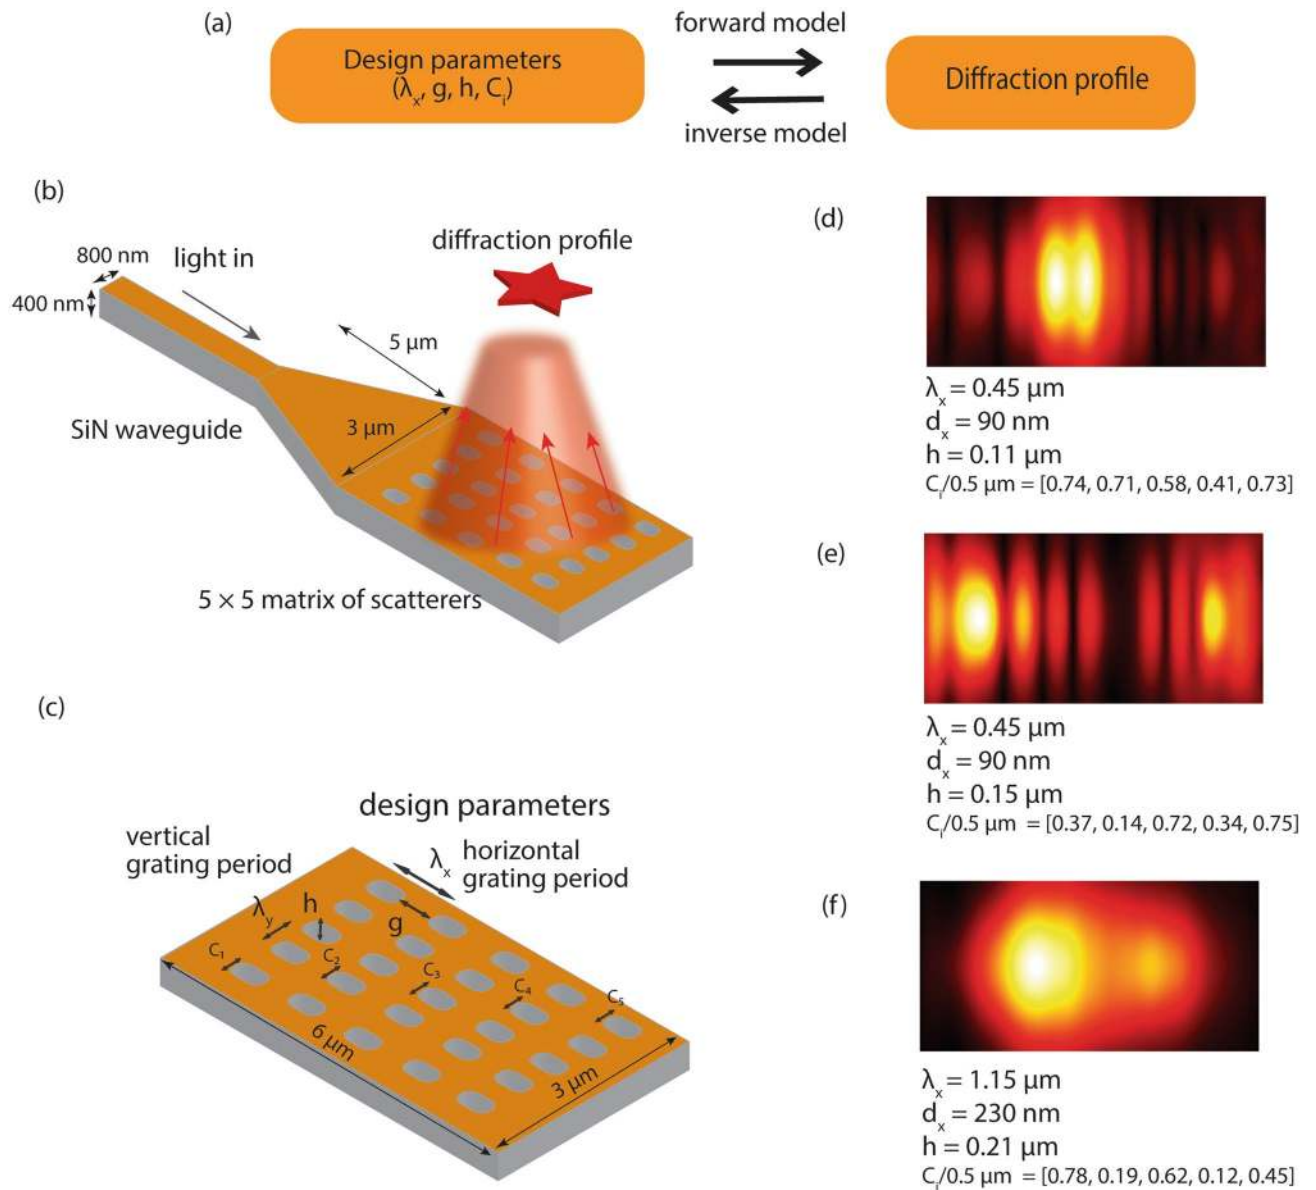 (a)
Design parameters
(λₓ, g, h, Cᵢ)
forward model
inverse model
Diffraction profile
(b)
800 nm
400 nm
light in
diffraction profile
5 μm
3 μm
SiN waveguide
5 × 5 matrix of scatterers
(c)
design parameters
vertical
grating period
λₓ horizontal
grating period
λᵧ
h
g
C₁
C₂
C₃
C₄
C₅
6 μm
3 μm
(d)
λₓ = 0.45 μm
dₓ = 90 nm
h = 0.11 μm
Cᵢ/0.5 μm = [0.74, 0.71, 0.58, 0.41, 0.73]
(e)
λₓ = 0.45 μm
dₓ = 90 nm
h = 0.15 μm
Cᵢ/0.5 μm = [0.37, 0.14, 0.72, 0.34, 0.75]
(f)
λₓ = 1.15 μm
dₓ = 230 nm
h = 0.21 μm
Cᵢ/0.5 μm = [0.78, 0.19, 0.62, 0.12, 0.45]